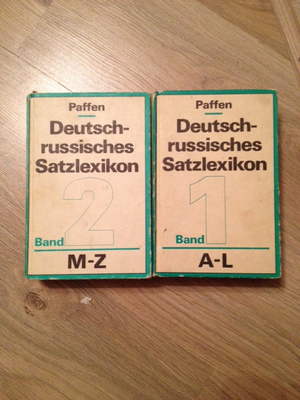 Paffen
Deutsch-
russisches
Satzlexikon
Band 2
M-Z
Paffen
Deutsch-
russisches
Satzlexikon
Band 1
A-L